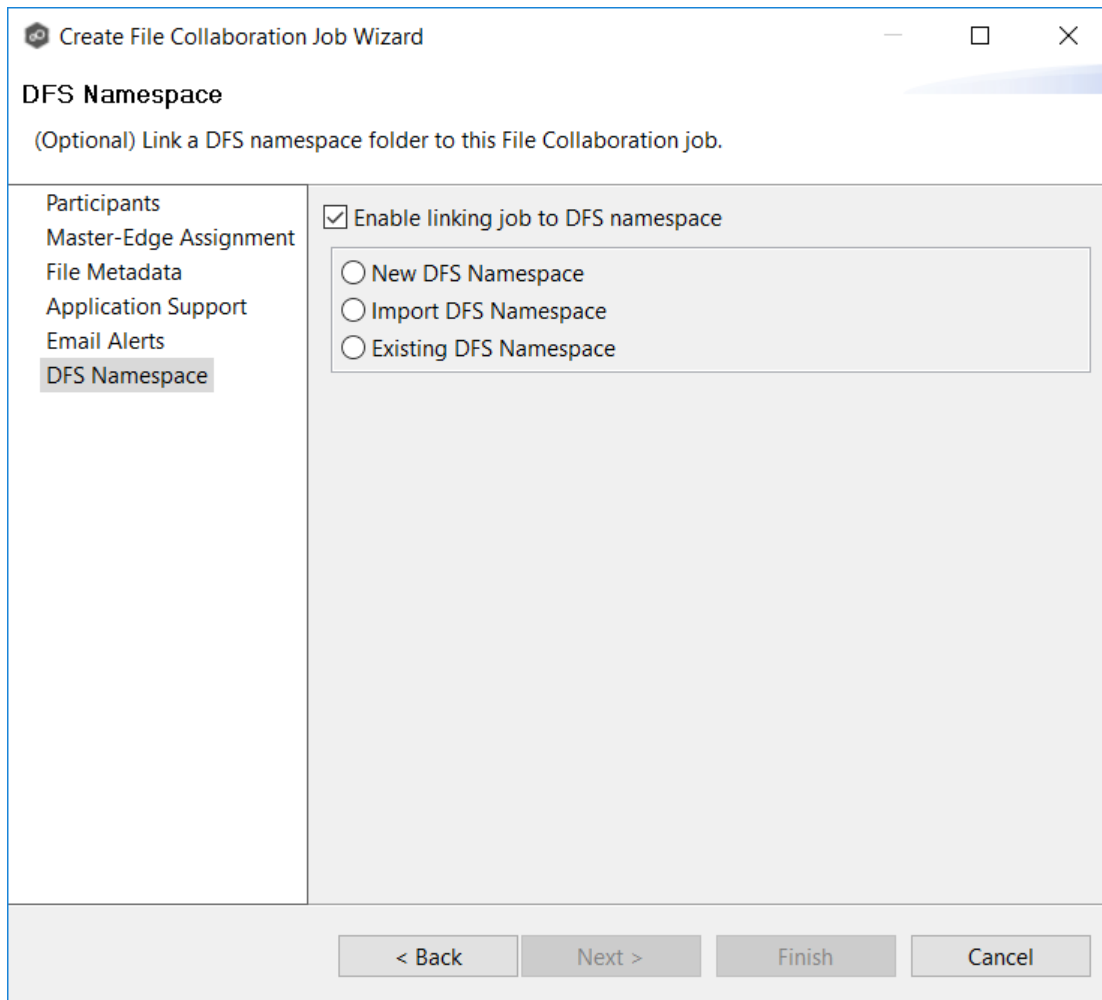 Create File Collaboration Job Wizard
DFS Namespace
(Optional) Link a DFS namespace folder to this File Collaboration job.
Participants
Master-Edge Assignment
File Metadata
Application Support
Email Alerts
DFS Namespace
Enable linking job to DFS namespace
New DFS Namespace
Import DFS Namespace
Existing DFS Namespace
< Back
Next >
Finish
Cancel